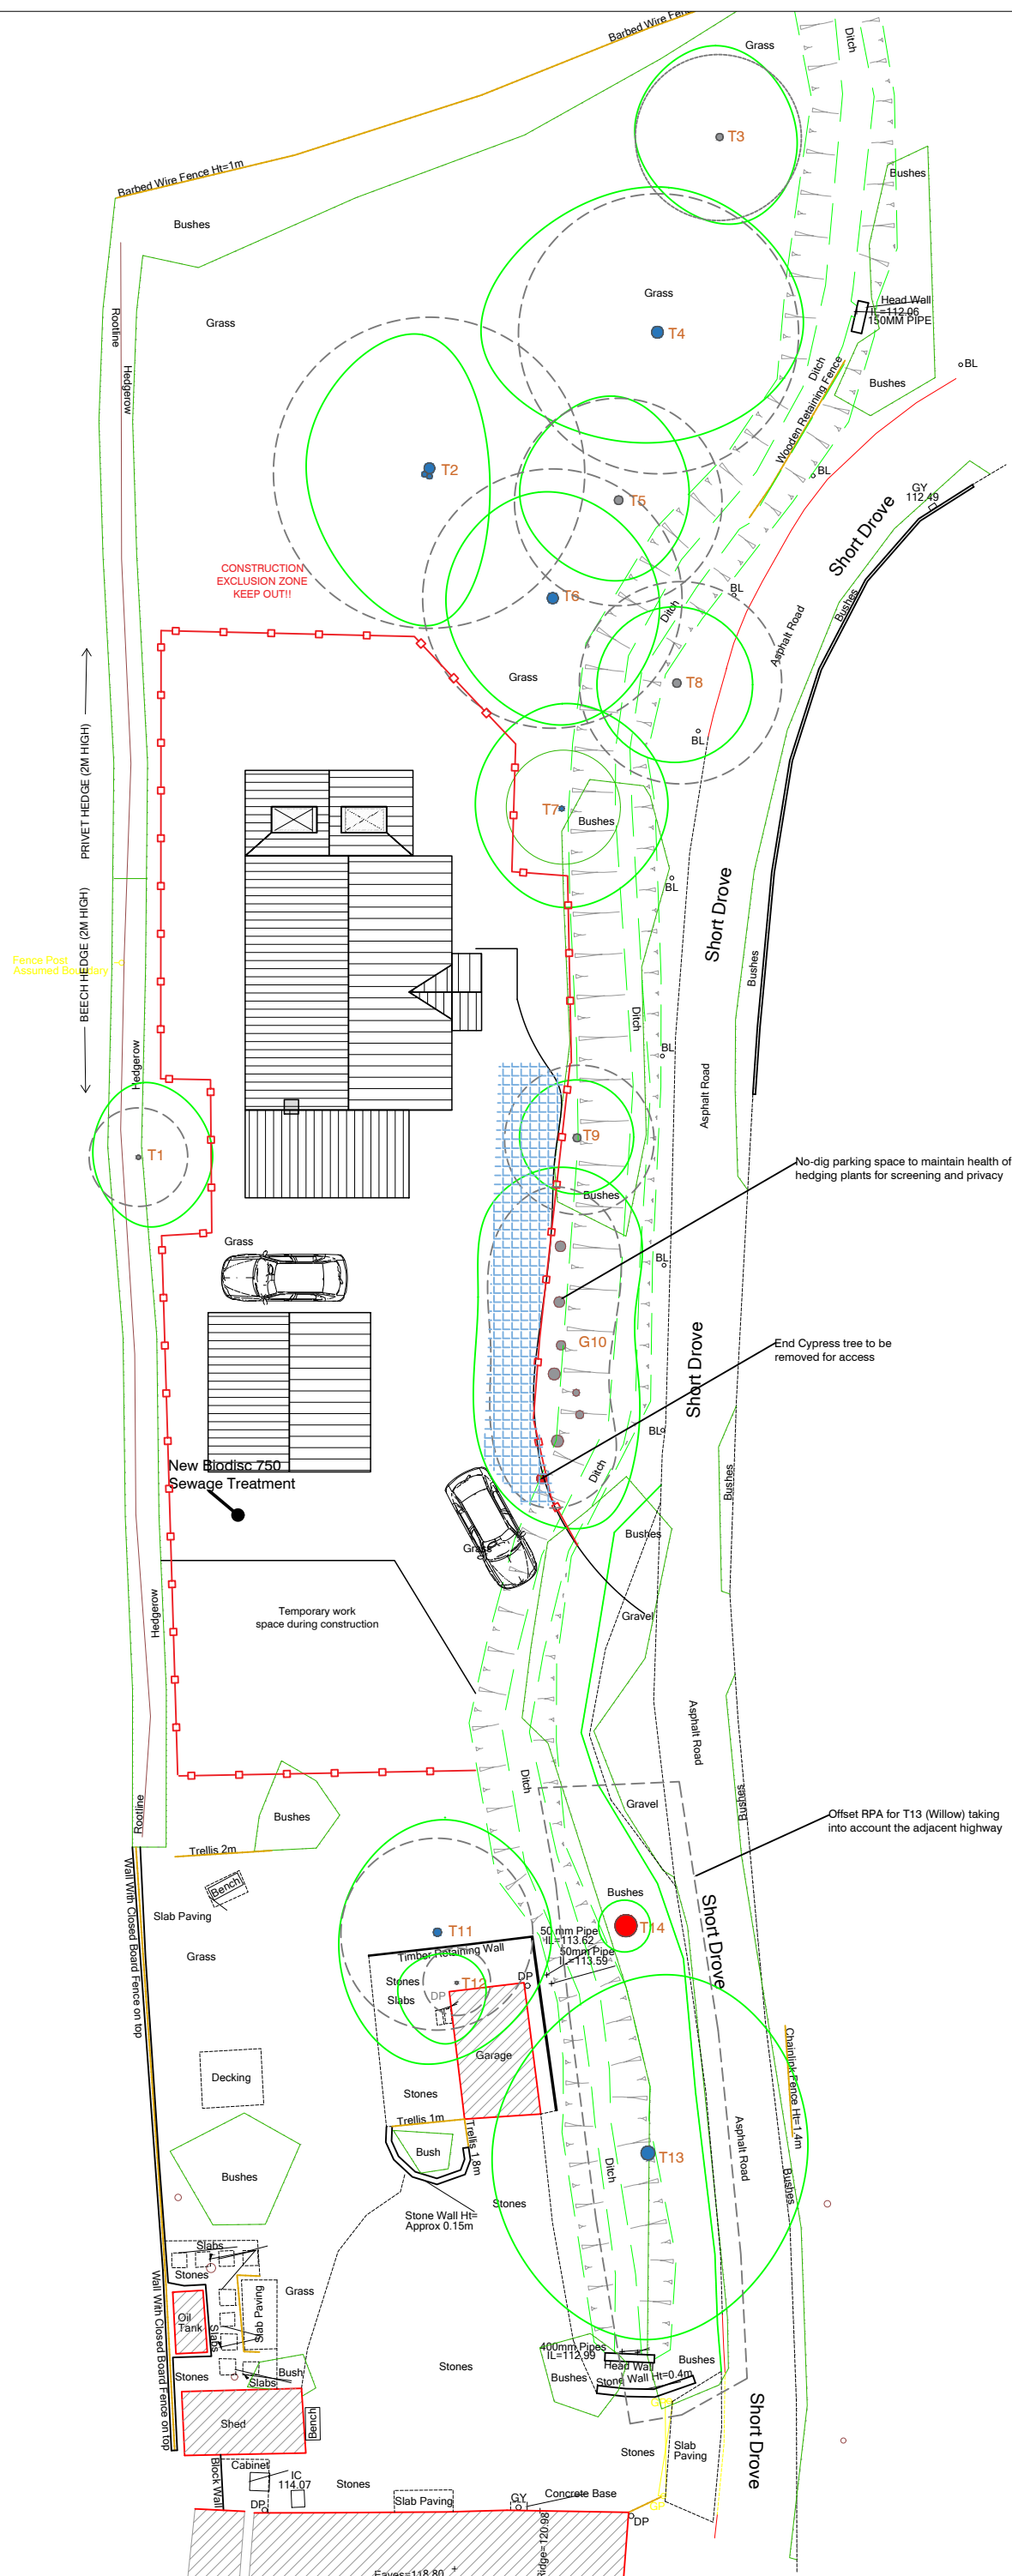 Barbed Wire Fen
Grass
Ditch
T3
Barbed Wire Fence Ht=1m
Bushes
Bushes
Grass
Head Wall
IL=112.06
150MM PIPE
Rootline
Grass
T4
Hedgerow
Ditch
Wooden Retaining Fence
BL
Bushes
T2
BL
GY
112.49
T5
Short Drove
CONSTRUCTION
EXCLUSION ZONE
KEEP OUT!!
T6
BL
Ditch
Bushes
Asphalt Road
Grass
T8
BL
PRIVET HEDGE (2M HIGH)
T7
Bushes
BL
Short Drove
BEECH HEDGE (2M HIGH)
Fence Post
Assumed Boundary
Bushes
Ditch
BL
Hedgerow
Asphalt Road
T9
T1
No-dig parking space to maintain health of
hedging plants for screening and privacy
Bushes
Grass
BL
G10
End Cypress tree to be
removed for access
Short Drove
BL
New Biodisc 750
Sewage Treatment
Ditch
Bushes
Bushes
Grass
Hedgerow
Temporary work
space during construction
Gravel
Asphalt Road
Ditch
Rootline
Bushes
Gravel
Bushes
Offset RPA for T13 (Willow) taking
into account the adjacent highway
Trellis 2m
Wall With Closed Board Fence on top
Bench
Slab Paving
Bushes
Short Drove
T14
T11
Grass
50 mm Pipe
IL=113.62
50mm Pipe
IL=113.59
Timber Retaining Wall
Stones
T12
DP
Slabs
DP
Garage
Chainlink Fence Ht=1.4m
Decking
Stones
Trellis 1m
Trellis 1.8m
Asphalt Road
Bush
T13
Bushes
Ditch
Bushes
Stones
Stone Wall Ht=
Approx 0.15m
Slabs
Stones
Grass
Oil
Tank
Slab Paving
Slabs
Wall With Closed Board Fence on top
400mm Pipes
IL=112.99
Head Wall
Bushes
Stone Wall Ht=0.4m
Bushes
Stones
Stones
Bush
Slabs
Short Drove
Shed
Bench
Slab
Paving
Stones
Block Wall
Cabinet
IC
114.07
Stones
DP
Slab Paving
GY
Concrete Base
GP
DP
Ridge=120.98
Eaves=118.80